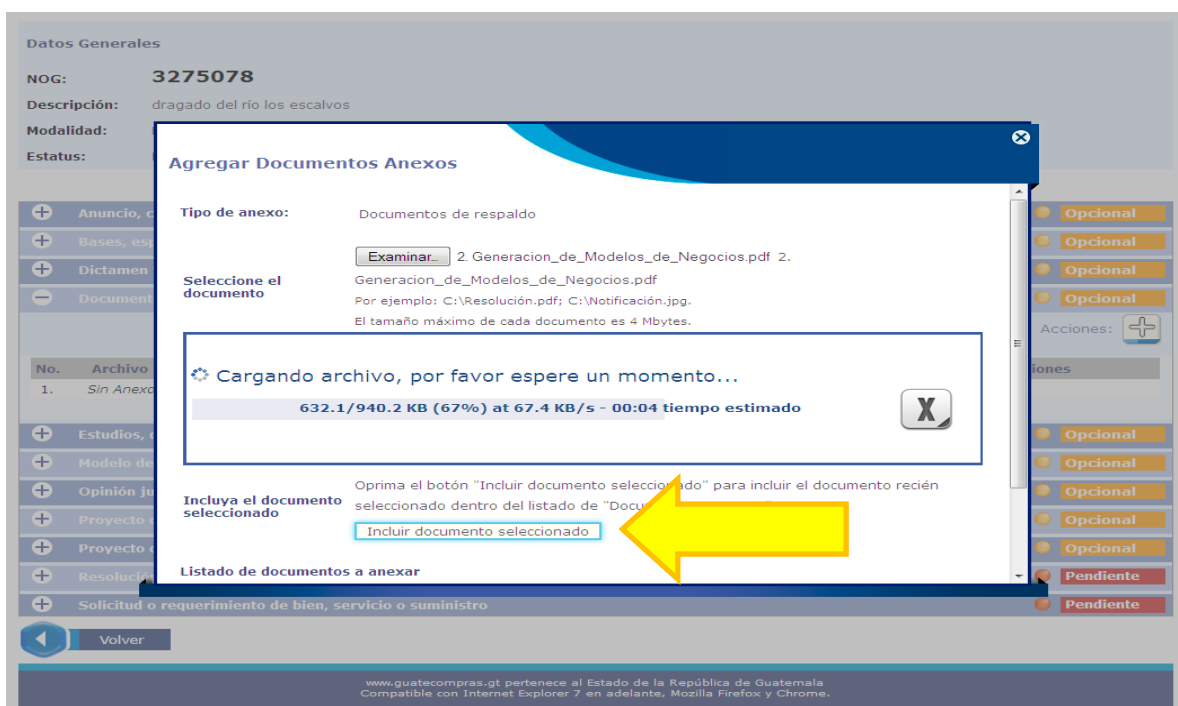 Datos Generales
NOG: 3275078
Descripción: dragado del río los escalvos
Modalidad:
Estatus:
Agregar Documentos Anexos
Tipo de anexo: Documentos de respaldo
Examinar_ 2. Generacion_de_Modelos_de_Negocios.pdf 2.
Seleccione el documento
Generacion_de_Modelos_de_Negocios.pdf
Por ejemplo: C:\Resolución.pdf; C:\Notificación.jpg.
El tamaño máximo de cada documento es 4 Mbytes.
Cargando archivo, por favor espere un momento...
632.1/940.2 KB (67%) at 67.4 KB/s - 00:04 tiempo estimado
X
Incluya el documento seleccionado
Oprima el botón "Incluir documento seleccionado" para incluir el documento recién
seleccionado dentro del listado de
Incluir documento seleccionado
Listado de documentos a anexar
Anuncio, Opcional
Bases, Opcional
Dictamen Opcional
Opcional
Acciones:
No. Archivo
1. Sin
Estudios, Opcional
Modelo de Opcional
Opinión Opcional
Proyecto Opcional
Proyecto Opcional
Pendiente
Solicitud o requerimiento de bien, servicio o suministro Pendiente
Volver
www.guatecompras.gt pertenece al Estado de la República de Guatemala
Compatible con Internet Explorer 7 en adelante, Mozilla Firefox y Chrome.